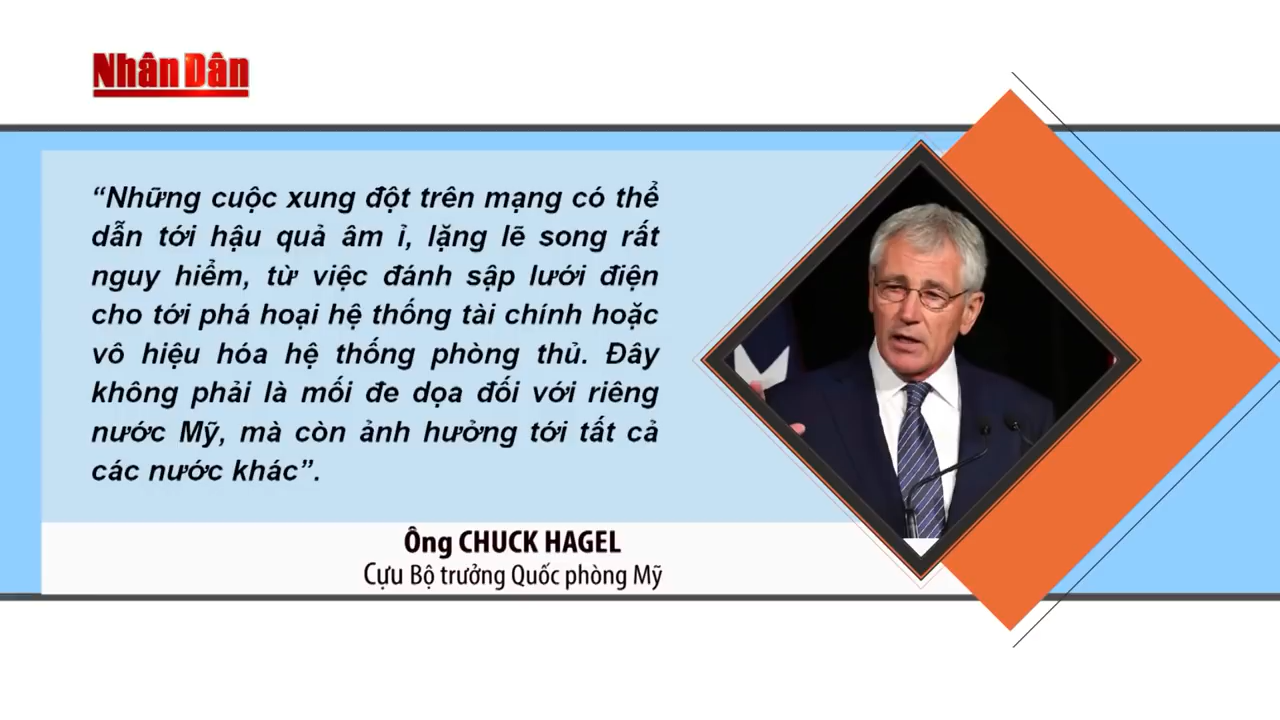 Nhân Dân
“Những cuộc xung đột trên mạng có thể
dẫn tới hậu quả âm ỉ, lặng lẽ song rất
nguy hiểm, từ việc đánh sập lưới điện
cho tới phá hoại hệ thống tài chính hoặc
vô hiệu hóa hệ thống phòng thủ. Đây
không phải là mối đe dọa đối với riêng
nước Mỹ, mà còn ảnh hưởng tới tất cả
các nước khác”.
Ông CHUCK HAGEL
Cựu Bộ trưởng Quốc phòng Mỹ